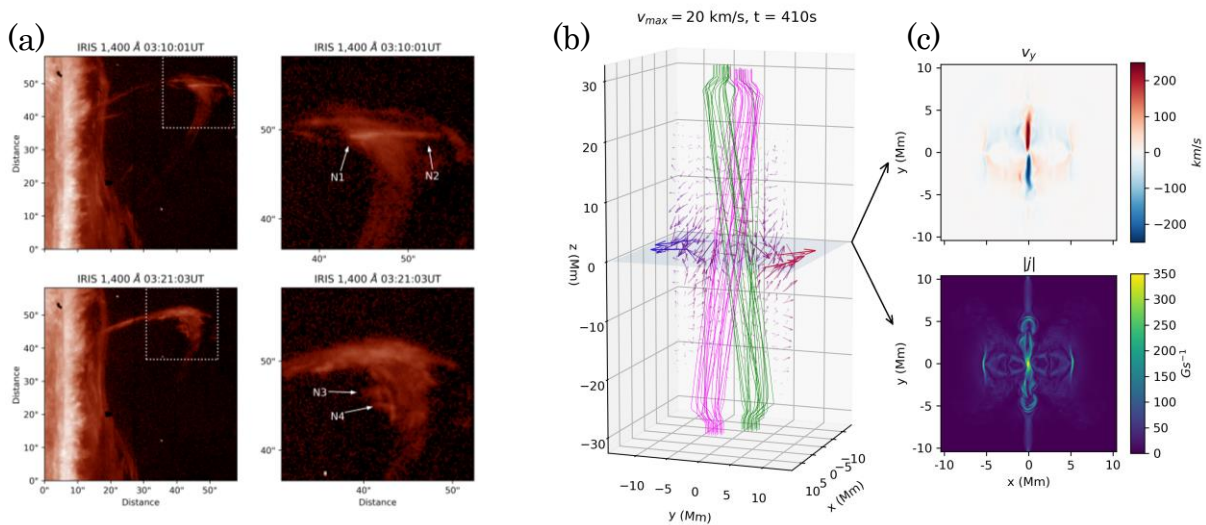 (a)
IRIS 1,400 Å 03:10:01UT
Distance
50"
40"
30"
20"
10"
0"
IRIS 1,400 Å 03:10:01UT
50"
40"
N1
N2
40"
50"
IRIS 1,400 Å 03:21:03UT
Distance
50"
40"
30"
20"
10"
0"
0"
10"
20"
30"
40"
50"
Distance
IRIS 1,400 Å 03:21:03UT
50"
40"
N3
N4
40"
50"
Distance
(b)
v_max = 20 km/s, t = 410s
30
20
10
0
−10
−20
−30
z (Mm)
−10
−5
0
5
10
y (Mm)
10
5
0
−5
−10
x (Mm)
(c)
v_y
y (Mm)
10
5
0
−5
−10
200
100
0
−100
−200
km/s
|j|
y (Mm)
10
5
0
−5
−10
−10
−5
0
5
10
x (Mm)
350
300
250
200
150
100
50
0
Gs⁻¹